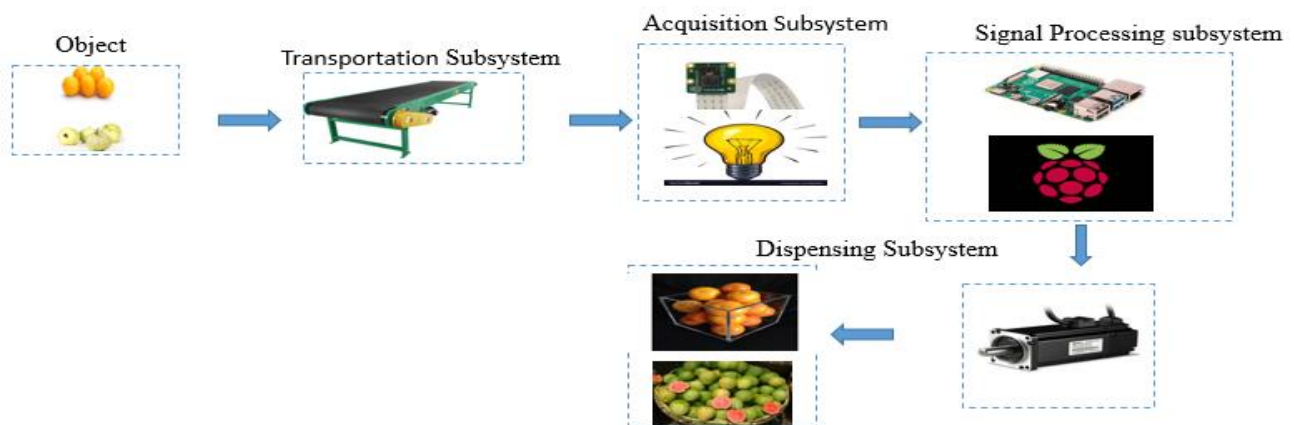 Object
Transportation Subsystem
Acquisition Subsystem
Signal Processing subsystem
Dispensing Subsystem